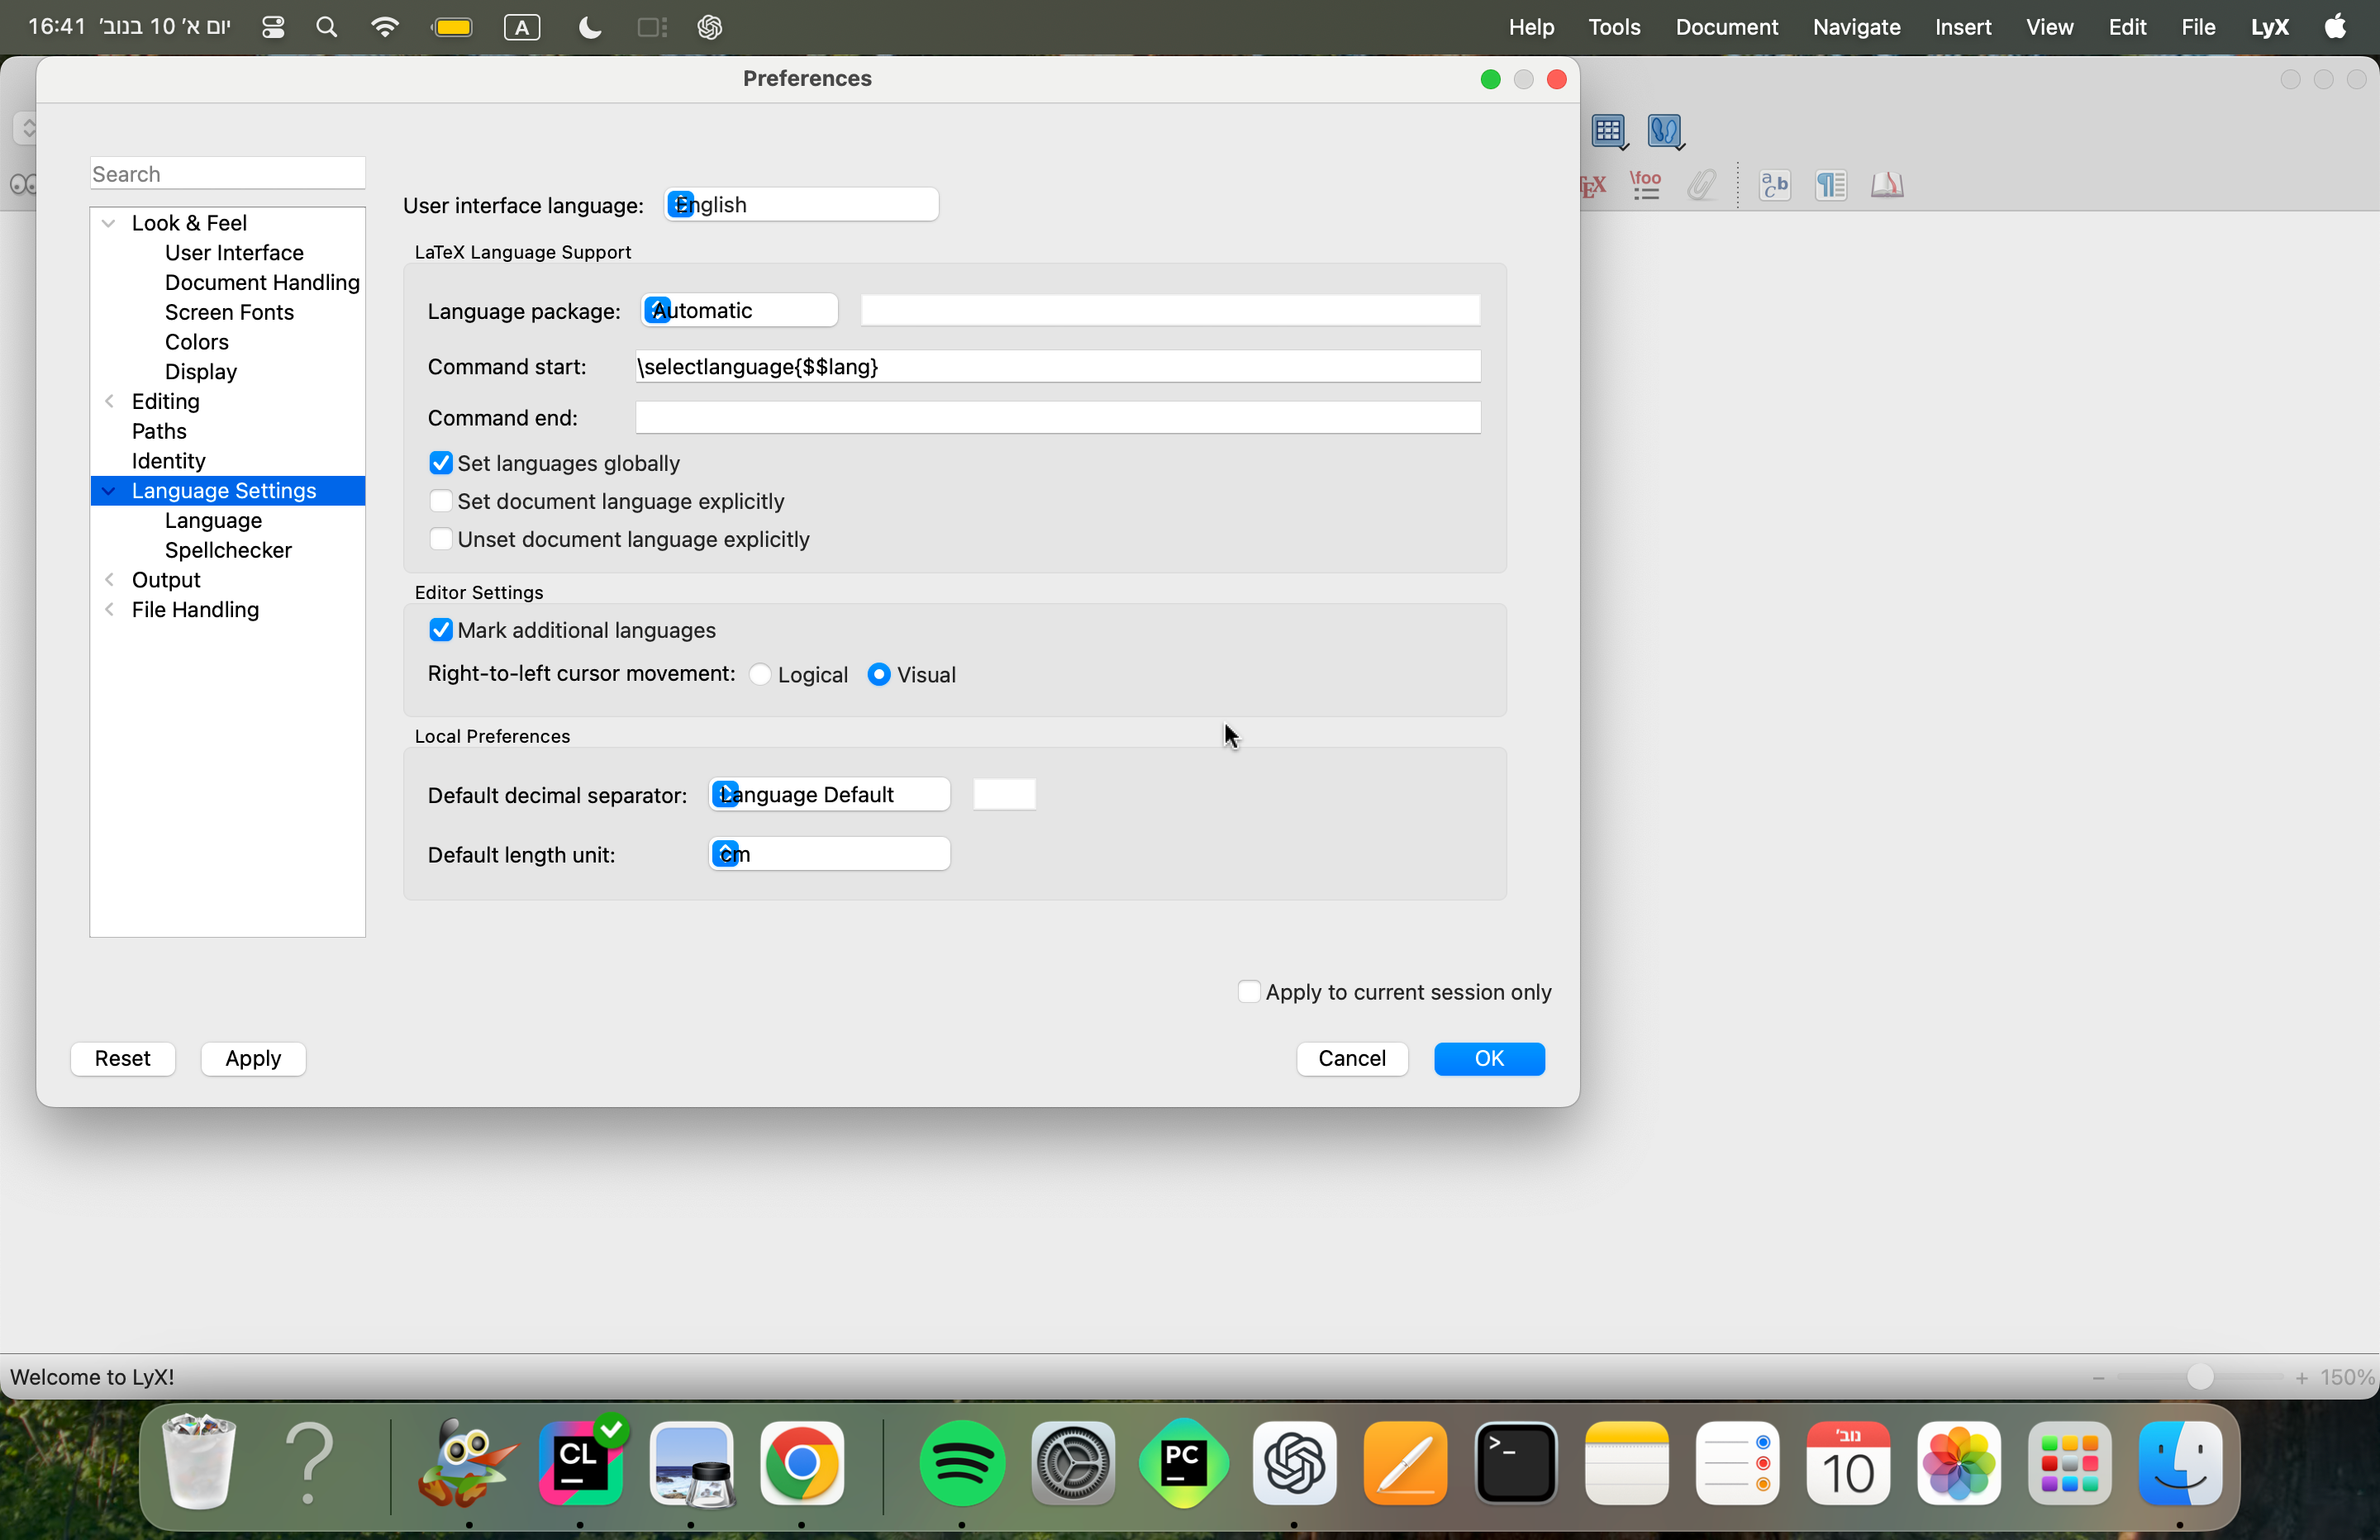 16:41 יום א׳ 10 בנוב׳ A Help Tools Document Navigate Insert View Edit File LyX
Preferences
Search
Look & Feel
User Interface
Document Handling
Screen Fonts
Colors
Display
Editing
Paths
Identity
Language Settings
Language
Spellchecker
Output
File Handling
User interface language: English
LaTeX Language Support
Language package: Automatic
Command start: \selectlanguage{$$lang}
Command end:
Set languages globally
Set document language explicitly
Unset document language explicitly
Editor Settings
Mark additional languages
Right-to-left cursor movement: Logical Visual
Local Preferences
Default decimal separator: Language Default
Default length unit: cm
Apply to current session only
Reset Apply Cancel OK
\foo
a b c
Welcome to LyX!
− + 150%
? CL PC >_ נוב׳ 10